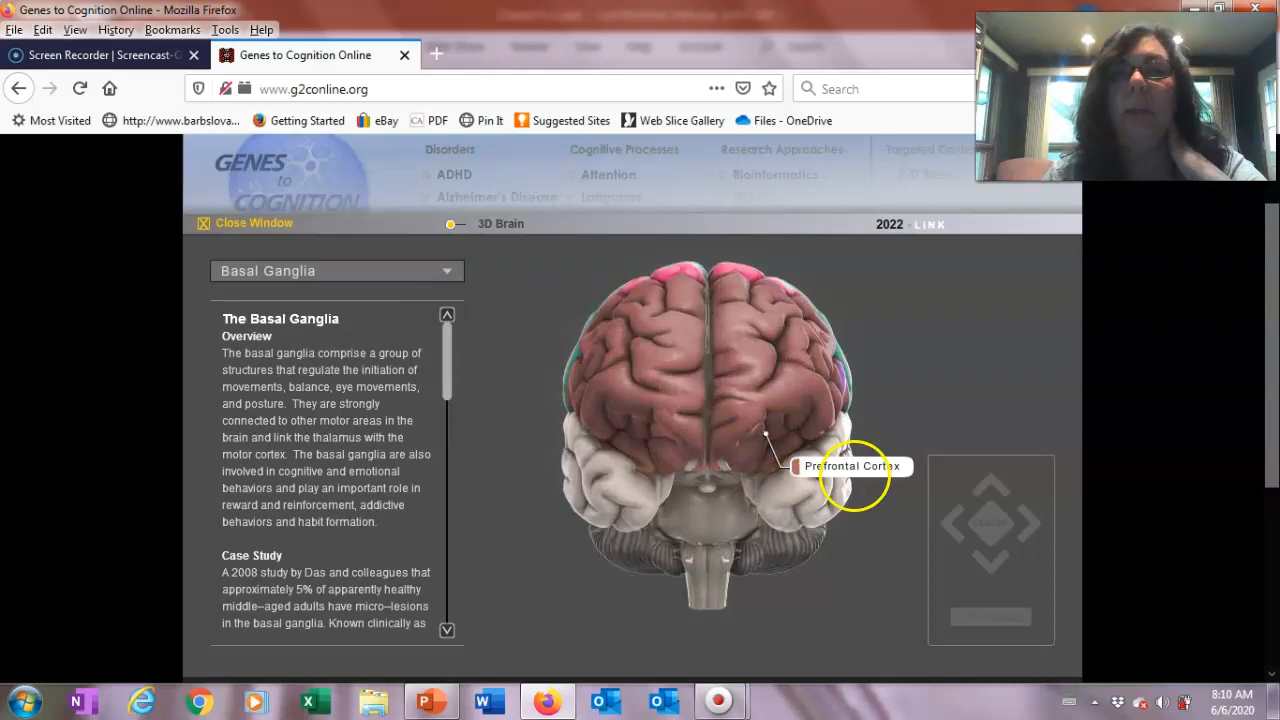 Genes to Cognition Online - Mozilla Firefox
File Edit View History Bookmarks Tools Help
Screen Recorder | Screencast-O
Genes to Cognition Online
www.g2conline.org
Search
Most Visited
http://www.barbslova...
Getting Started
eBay
PDF
Pin It
Suggested Sites
Web Slice Gallery
Files - OneDrive
GENES
to
COGNITION
Disorders
ADHD
Alzheimer's Disease
Cognitive Processes
Attention
Language
Research Approaches
Bioinformatics
Close Window
3D Brain
2022 LINK
Basal Ganglia
The Basal Ganglia
Overview
The basal ganglia comprise a group of
structures that regulate the initiation of
movements, balance, eye movements,
and posture. They are strongly
connected to other motor areas in the
brain and link the thalamus with the
motor cortex. The basal ganglia are also
involved in cognitive and emotional
behaviors and play an important role in
reward and reinforcement, addictive
behaviors and habit formation.
Case Study
A 2008 study by Das and colleagues that
approximately 5% of apparently healthy
middle–aged adults have micro–lesions
in the basal ganglia. Known clinically as
Prefrontal Cortex
8:10 AM
6/6/2020